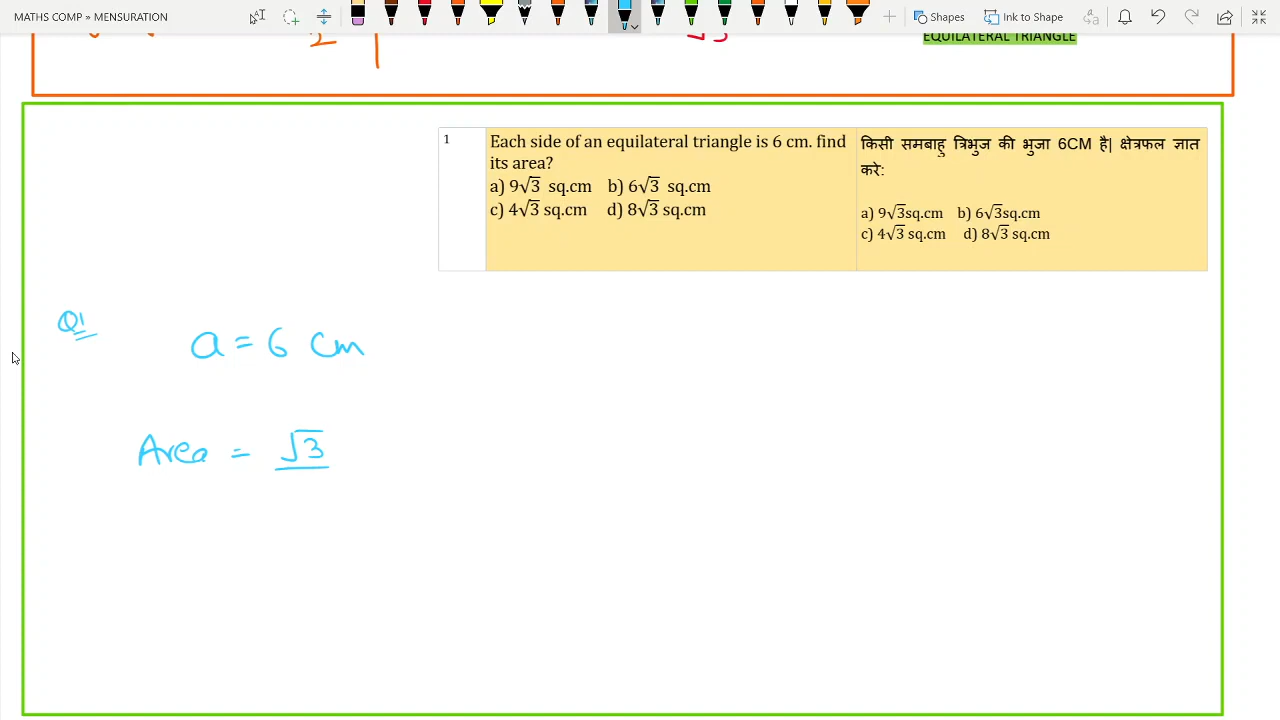 MATHS COMP » MENSURATION
Shapes
Ink to Shape
2
√3
EQUILATERAL TRIANGLE
1
Each side of an equilateral triangle is 6 cm. find
its area?
a) 9√3 sq.cm b) 6√3 sq.cm
c) 4√3 sq.cm d) 8√3 sq.cm
किसी समबाहु त्रिभुज की भुजा 6CM है| क्षेत्रफल ज्ञात
करे:
a) 9√3sq.cm b) 6√3sq.cm
c) 4√3 sq.cm d) 8√3 sq.cm
Q1
a = 6 cm
Area = √3